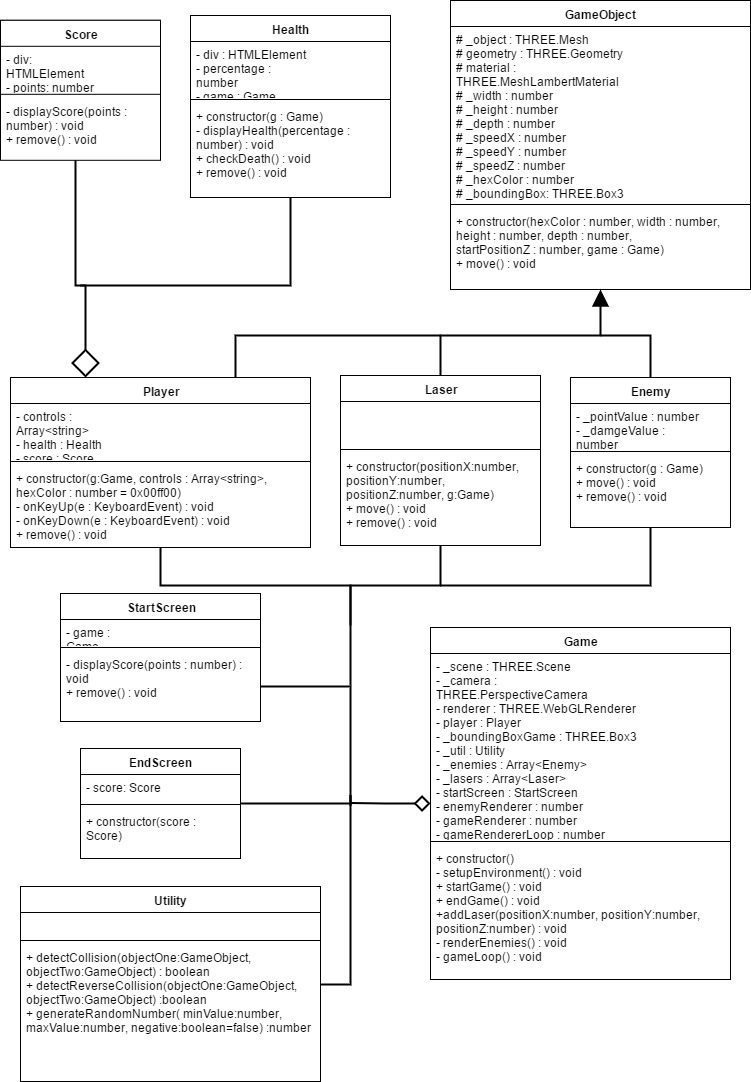 Score
- div:
HTMLElement
- points: number
- displayScore(points :
number) : void
+ remove() : void
Health
- div : HTMLElement
- percentage :
number
- game : Game
+ constructor(g : Game)
- displayHealth(percentage :
number) : void
+ checkDeath() : void
+ remove() : void
GameObject
# _object : THREE.Mesh
# geometry : THREE.Geometry
# material :
THREE.MeshLambertMaterial
# _width : number
# _height : number
# _depth : number
# _speedX : number
# _speedY : number
# _speedZ : number
# _hexColor : number
# _boundingBox: THREE.Box3
+ constructor(hexColor : number, width : number,
height : number, depth : number,
startPositionZ : number, game : Game)
+ move() : void
Player
- controls :
Array<string>
- health : Health
- score : Score
+ constructor(g:Game, controls : Array<string>,
hexColor : number = 0x00ff00)
- onKeyUp(e : KeyboardEvent) : void
- onKeyDown(e : KeyboardEvent) : void
+ remove() : void
Laser
+ constructor(positionX:number,
positionY:number,
positionZ:number, g:Game)
+ move() : void
+ remove() : void
Enemy
- _pointValue : number
- _damgeValue :
number
+ constructor(g : Game)
+ move() : void
+ remove() : void
StartScreen
- game :
Game
- displayScore(points : number) :
void
+ remove() : void
EndScreen
- score: Score
+ constructor(score :
Score)
Utility
+ detectCollision(objectOne:GameObject,
objectTwo:GameObject) : boolean
+ detectReverseCollision(objectOne:GameObject,
objectTwo:GameObject) :boolean
+ generateRandomNumber( minValue:number,
maxValue:number, negative:boolean=false) :number
Game
- _scene : THREE.Scene
- _camera :
THREE.PerspectiveCamera
- renderer : THREE.WebGLRenderer
- player : Player
- _boundingBoxGame : THREE.Box3
- _util : Utility
- _enemies : Array<Enemy>
- _lasers : Array<Laser>
- startScreen : StartScreen
- enemyRenderer : number
- gameRenderer : number
- gameRendererLoop : number
+ constructor()
- setupEnvironment() : void
+ startGame() : void
+ endGame() : void
+addLaser(positionX:number, positionY:number,
positionZ:number) : void
- renderEnemies() : void
- gameLoop() : void